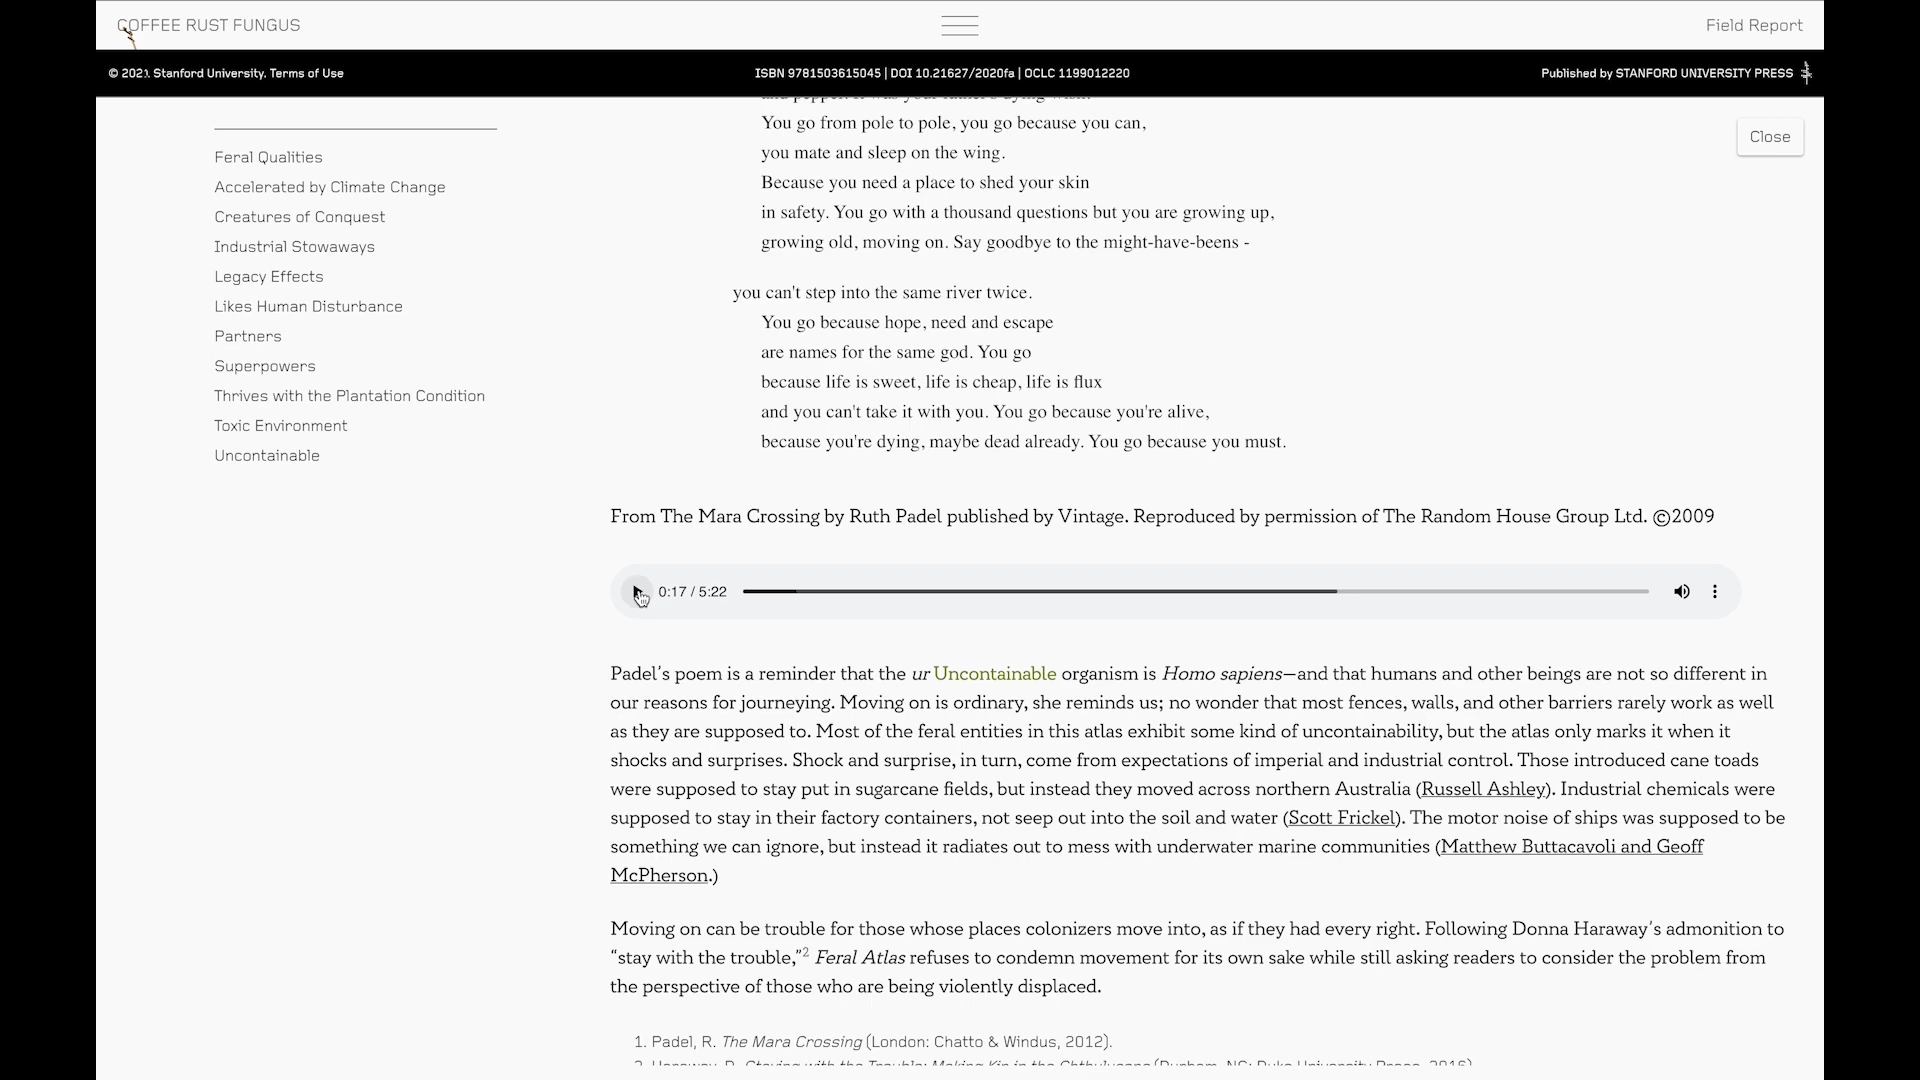 COFFEE RUST FUNGUS
Field Report
© 2021. Stanford University. Terms of Use
ISBN 9781503615045 | DOI 10.21627/2020fa | OCLC 1199012220
Published by STANFORD UNIVERSITY PRESS
Close
Feral Qualities
Accelerated by Climate Change
Creatures of Conquest
Industrial Stowaways
Legacy Effects
Likes Human Disturbance
Partners
Superpowers
Thrives with the Plantation Condition
Toxic Environment
Uncontainable
You go from pole to pole, you go because you can,
you mate and sleep on the wing.
Because you need a place to shed your skin
in safety. You go with a thousand questions but you are growing up,
growing old, moving on. Say goodbye to the might-have-beens -
you can't step into the same river twice.
You go because hope, need and escape
are names for the same god. You go
because life is sweet, life is cheap, life is flux
and you can't take it with you. You go because you're alive,
because you're dying, maybe dead already. You go because you must.
From The Mara Crossing by Ruth Padel published by Vintage. Reproduced by permission of The Random House Group Ltd. ©2009
0:17 / 5:22
Padel's poem is a reminder that the ur Uncontainable organism is Homo sapiens—and that humans and other beings are not so different in
our reasons for journeying. Moving on is ordinary, she reminds us; no wonder that most fences, walls, and other barriers rarely work as well
as they are supposed to. Most of the feral entities in this atlas exhibit some kind of uncontainability, but the atlas only marks it when it
shocks and surprises. Shock and surprise, in turn, come from expectations of imperial and industrial control. Those introduced cane toads
were supposed to stay put in sugarcane fields, but instead they moved across northern Australia (Russell Ashley). Industrial chemicals were
supposed to stay in their factory containers, not seep out into the soil and water (Scott Frickel). The motor noise of ships was supposed to be
something we can ignore, but instead it radiates out to mess with underwater marine communities (Matthew Buttacavoli and Geoff
McPherson.)
Moving on can be trouble for those whose places colonizers move into, as if they had every right. Following Donna Haraway's admonition to
“stay with the trouble,”2 Feral Atlas refuses to condemn movement for its own sake while still asking readers to consider the problem from
the perspective of those who are being violently displaced.
1. Padel, R. The Mara Crossing (London: Chatto & Windus, 2012).